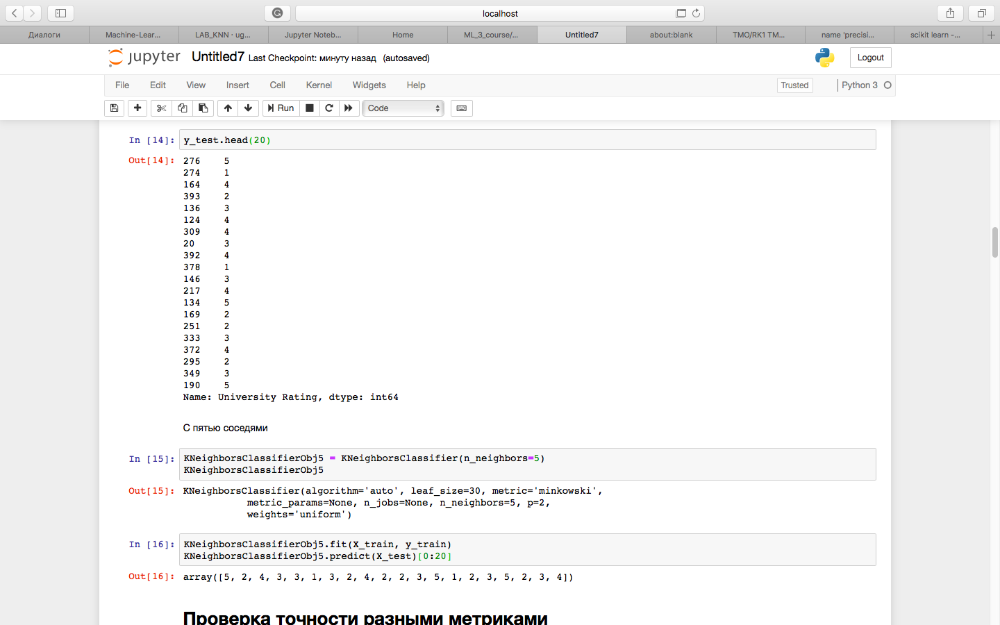 localhost
Диалоги
Machine-Lear...
LAB_KNN · ug...
Jupyter Noteb...
Home
ML_3_course/...
Untitled7
about:blank
TMO/RK1 TM...
name 'precisi...
scikit learn -...
jupyter Untitled7 Last Checkpoint: минуту назад (autosaved)
Logout
File Edit View Insert Cell Kernel Widgets Help
Trusted Python 3
Run Code
In [14]: y_test.head(20)
Out[14]: 276 5
274 1
164 4
393 2
136 3
124 4
309 4
20 3
392 4
378 1
146 3
217 4
134 5
169 2
251 2
333 3
372 4
295 2
349 3
190 5
Name: University Rating, dtype: int64
С пятью соседями
In [15]: KNeighborsClassifierObj5 = KNeighborsClassifier(n_neighbors=5)
KNeighborsClassifierObj5
Out[15]: KNeighborsClassifier(algorithm='auto', leaf_size=30, metric='minkowski',
metric_params=None, n_jobs=None, n_neighbors=5, p=2,
weights='uniform')
In [16]: KNeighborsClassifierObj5.fit(X_train, y_train)
KNeighborsClassifierObj5.predict(X_test)[0:20]
Out[16]: array([5, 2, 4, 3, 3, 1, 3, 2, 4, 2, 2, 3, 5, 1, 2, 3, 5, 2, 3, 4])
Проверка точности разными метриками